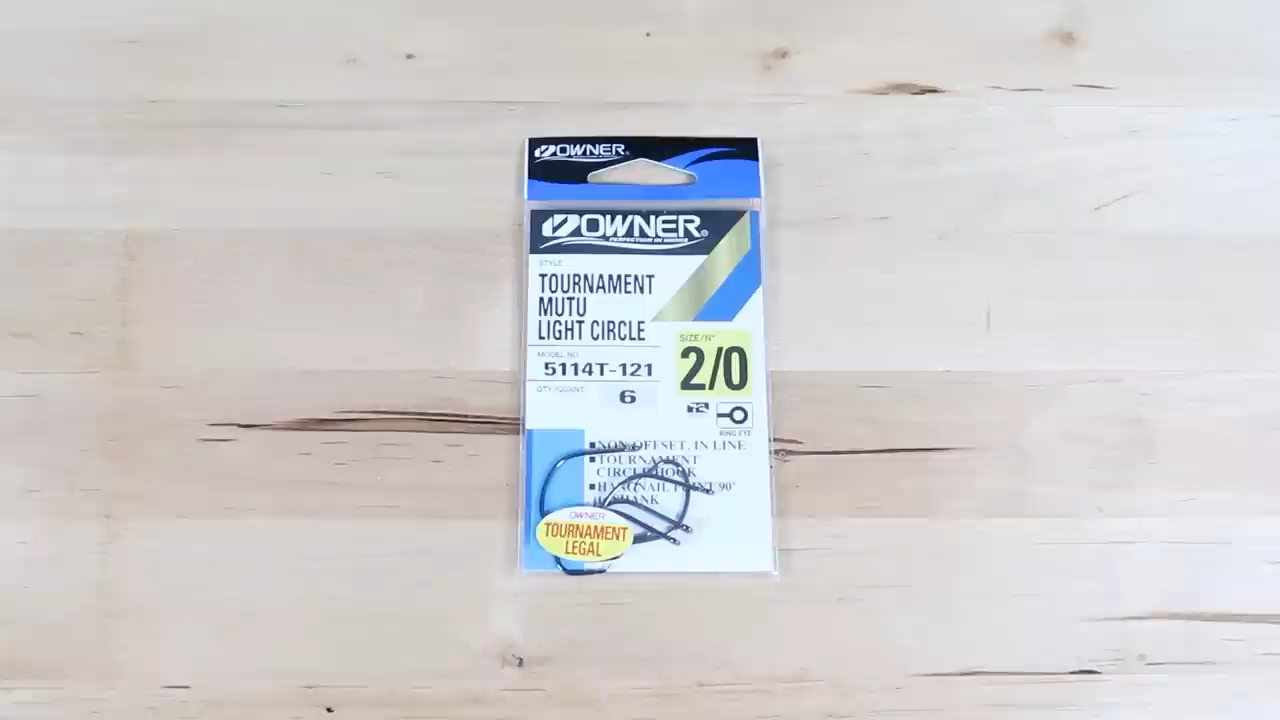 OWNER®
OWNER®
PERFECTION IN HOOKS
STYLE
TOURNAMENT
MUTU
LIGHT CIRCLE
MODEL NO
5114T-121
QTY /QUANT
6
SIZE/N°
2/0
RING EYE
■NON-OFFSET, IN LINE
■TOURNAMENT
CIRCLE HOOK
■HANGNAIL POINT 90°
SHANK
OWNER
TOURNAMENT
LEGAL